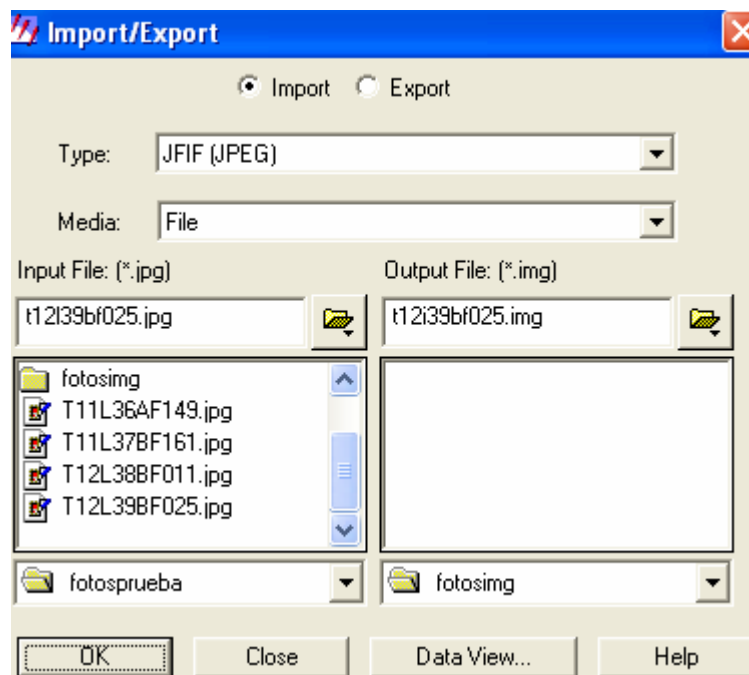 Import/Export
Import Export
Type: JFIF (JPEG)
Media: File
Input File: (*.jpg) Output File: (*.img)
t12l39bf025.jpg t12i39bf025.img
fotosimg
T11L36AF149.jpg
T11L37BF161.jpg
T12L38BF011.jpg
T12L39BF025.jpg
fotosprueba fotosimg
OK Close Data View... Help